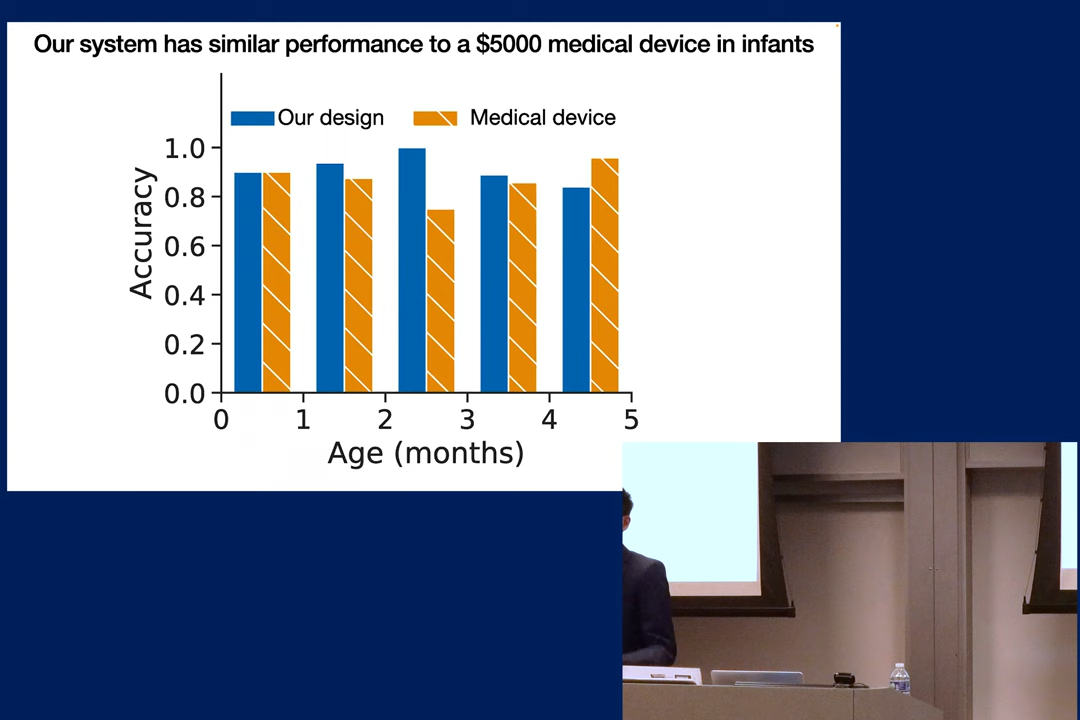 Our system has similar performance to a $5000 medical device in infants
Our design
Medical device
1.0
0.8
0.6
0.4
0.2
0.0
Accuracy
0 1 2 3 4 5
Age (months)